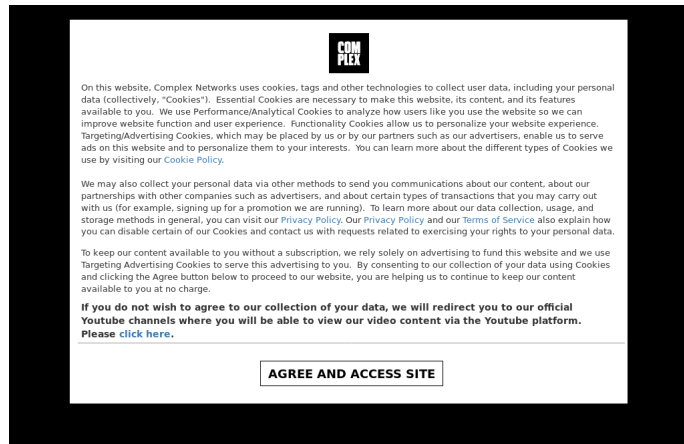 COM
PLEX
On this website, Complex Networks uses cookies, tags and other technologies to collect user data, including your personal
data (collectively, "Cookies").  Essential Cookies are necessary to make this website, its content, and its features
available to you.  We use Performance/Analytical Cookies to analyze how users like you use the website so we can
improve website function and user experience.  Functionality Cookies allow us to personalize your website experience.
Targeting/Advertising Cookies, which may be placed by us or by our partners such as our advertisers, enable us to serve
ads on this website and to personalize them to your interests.  You can learn more about the different types of Cookies we
use by visiting our Cookie Policy.
We may also collect your personal data via other methods to send you communications about our content, about our
partnerships with other companies such as advertisers, and about certain types of transactions that you may carry out
with us (for example, signing up for a promotion we are running).  To learn more about our data collection, usage, and
storage methods in general, you can visit our Privacy Policy. Our Privacy Policy and our Terms of Service also explain how
you can disable certain of our Cookies and contact us with requests related to exercising your rights to your personal data.
To keep our content available to you without a subscription, we rely solely on advertising to fund this website and we use
Targeting Advertising Cookies to serve this advertising to you.  By consenting to our collection of your data using Cookies
and clicking the Agree button below to proceed to our website, you are helping us to continue to keep our content
available to you at no charge.
If you do not wish to agree to our collection of your data, we will redirect you to our official
Youtube channels where you will be able to view our video content via the Youtube platform.
Please click here.
AGREE AND ACCESS SITE